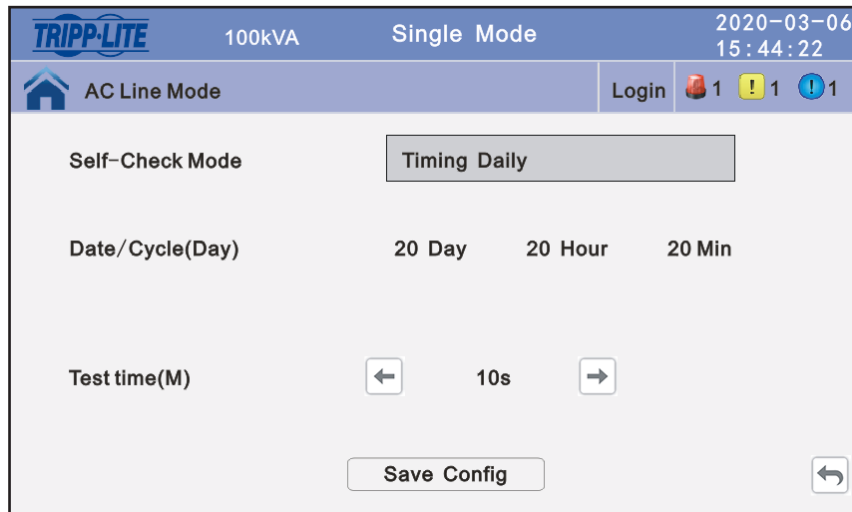 TRIPP·LITE 100kVA Single Mode 2020-03-06
15:44:22
AC Line Mode Login 1 ! 1 ! 1
Self-Check Mode Timing Daily
Date/Cycle(Day) 20 Day 20 Hour 20 Min
Test time(M) 10s
Save Config